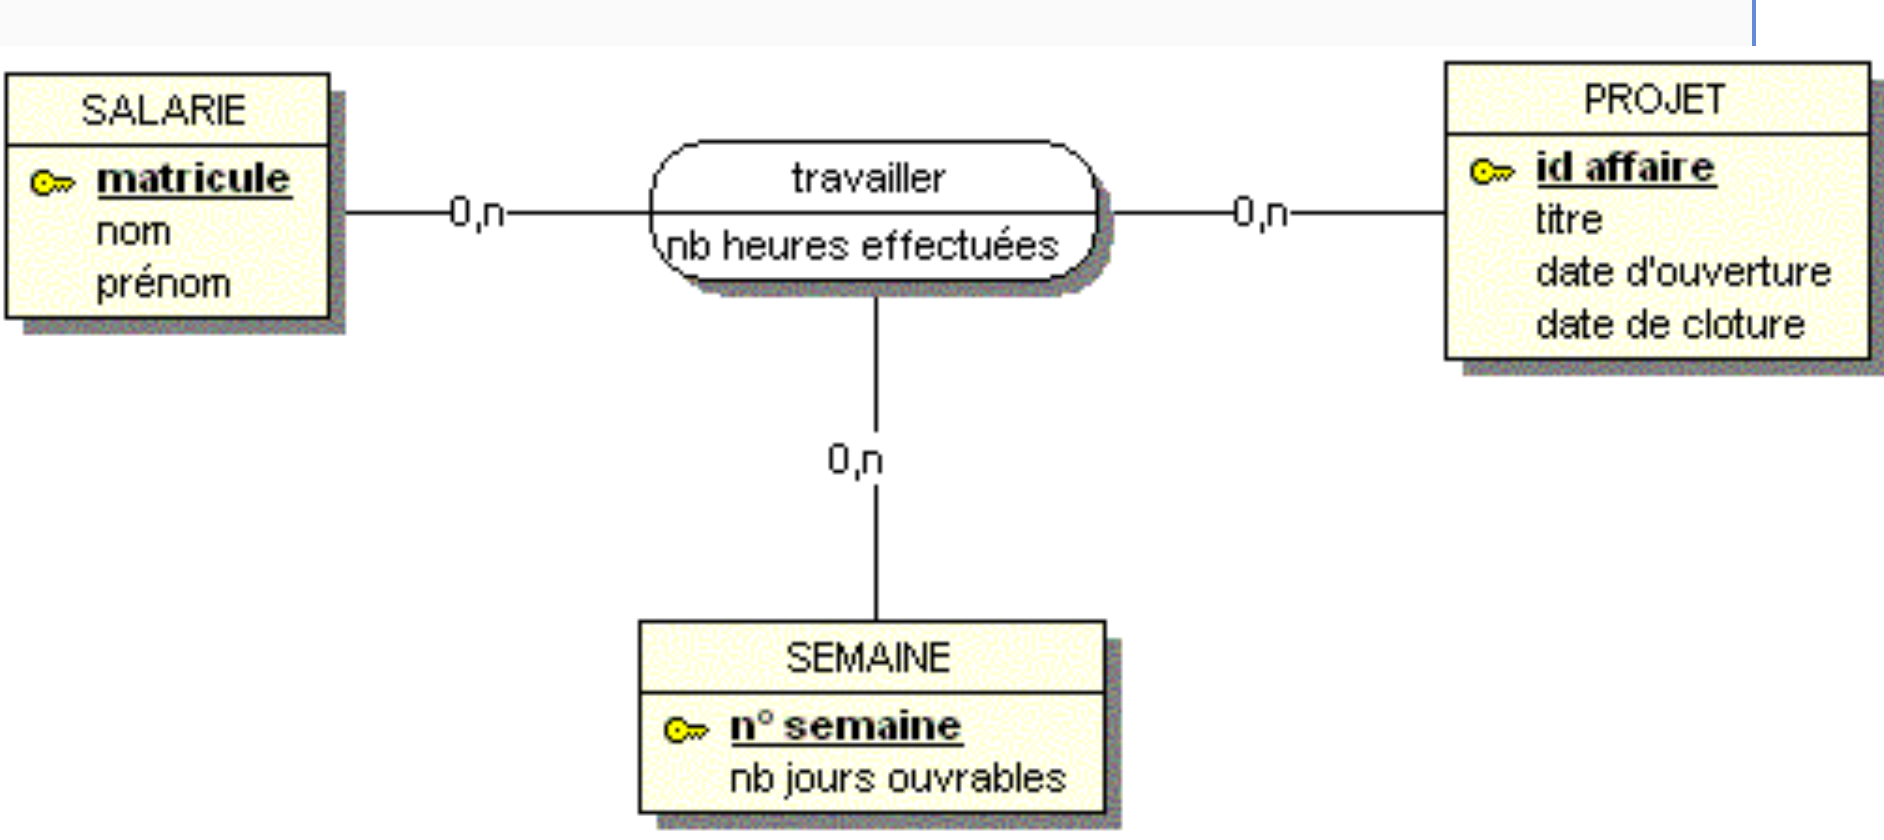 SALARIE
matricule
nom
prénom
0,n
travailler
nb heures effectuées
0,n
PROJET
id affaire
titre
date d'ouverture
date de cloture
0,n
SEMAINE
n° semaine
nb jours ouvrables